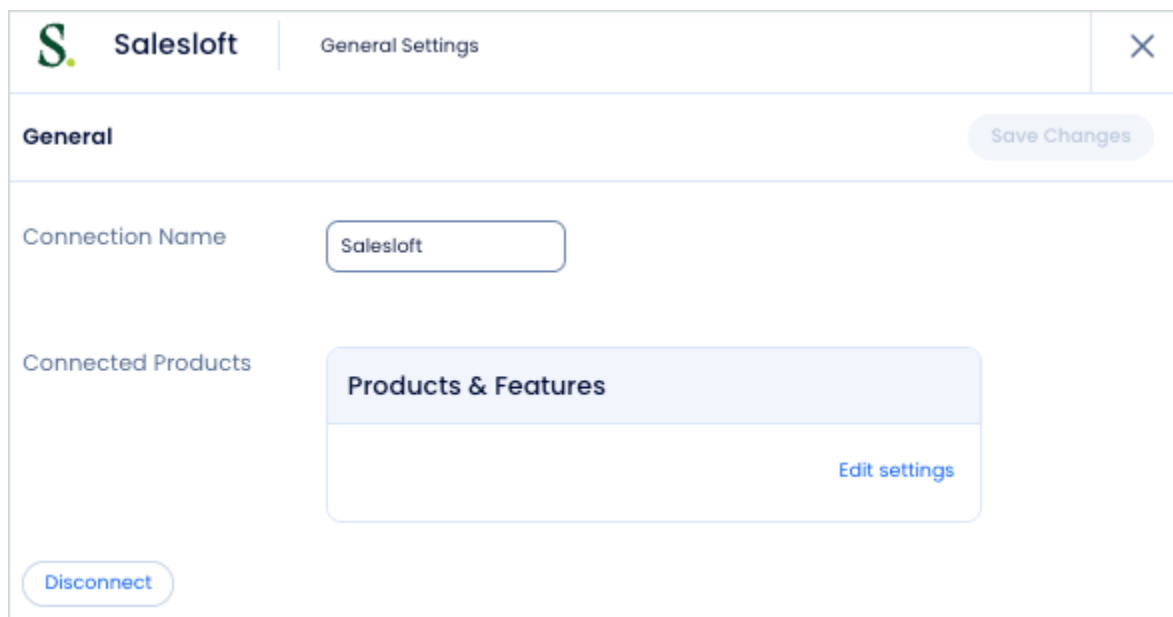 S. Salesloft General Settings
General Save Changes
Connection Name Salesloft
Connected Products
Products & Features
Edit settings
Disconnect